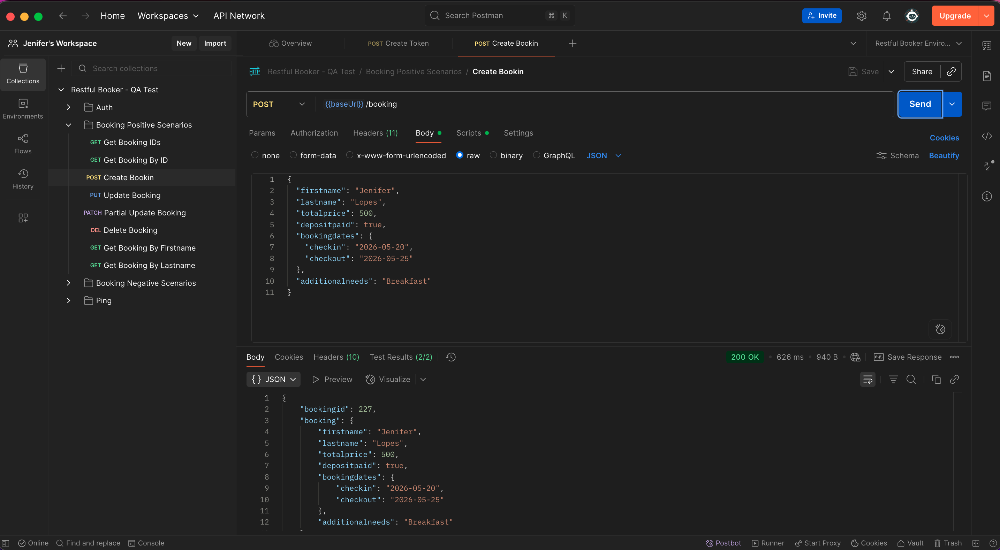 Home Workspaces API Network Search Postman ⌘ K Invite Upgrade
Jenifer's Workspace New Import
Overview POST Create Token POST Create Bookin Restful Booker Enviro...
Collections
Environments
Flows
History
Search collections
Restful Booker - QA Test
Auth
Booking Positive Scenarios
GET Get Booking IDs
GET Get Booking By ID
POST Create Bookin
PUT Update Booking
PATCH Partial Update Booking
DEL Delete Booking
GET Get Booking By Firstname
GET Get Booking By Lastname
Booking Negative Scenarios
Ping
HTTP Restful Booker - QA Test / Booking Positive Scenarios / Create Bookin Save Share
POST {{baseUrl}} /booking Send
Params Authorization Headers (11) Body Scripts Settings Cookies
none form-data x-www-form-urlencoded raw binary GraphQL JSON Schema Beautify
1 {
2 "firstname": "Jenifer",
3 "lastname": "Lopes",
4 "totalprice": 500,
5 "depositpaid": true,
6 "bookingdates": {
7 "checkin": "2026-05-20",
8 "checkout": "2026-05-25"
9 },
10 "additionalneeds": "Breakfast"
11 }
Body Cookies Headers (10) Test Results (2/2) 200 OK • 626 ms • 940 B • e.g. Save Response
{} JSON Preview Visualize
1 {
2 "bookingid": 227,
3 "booking": {
4 "firstname": "Jenifer",
5 "lastname": "Lopes",
6 "totalprice": 500,
7 "depositpaid": true,
8 "bookingdates": {
9 "checkin": "2026-05-20",
10 "checkout": "2026-05-25"
11 },
12 "additionalneeds": "Breakfast"
Online Find and replace Console Postbot Runner Start Proxy Cookies Vault Trash